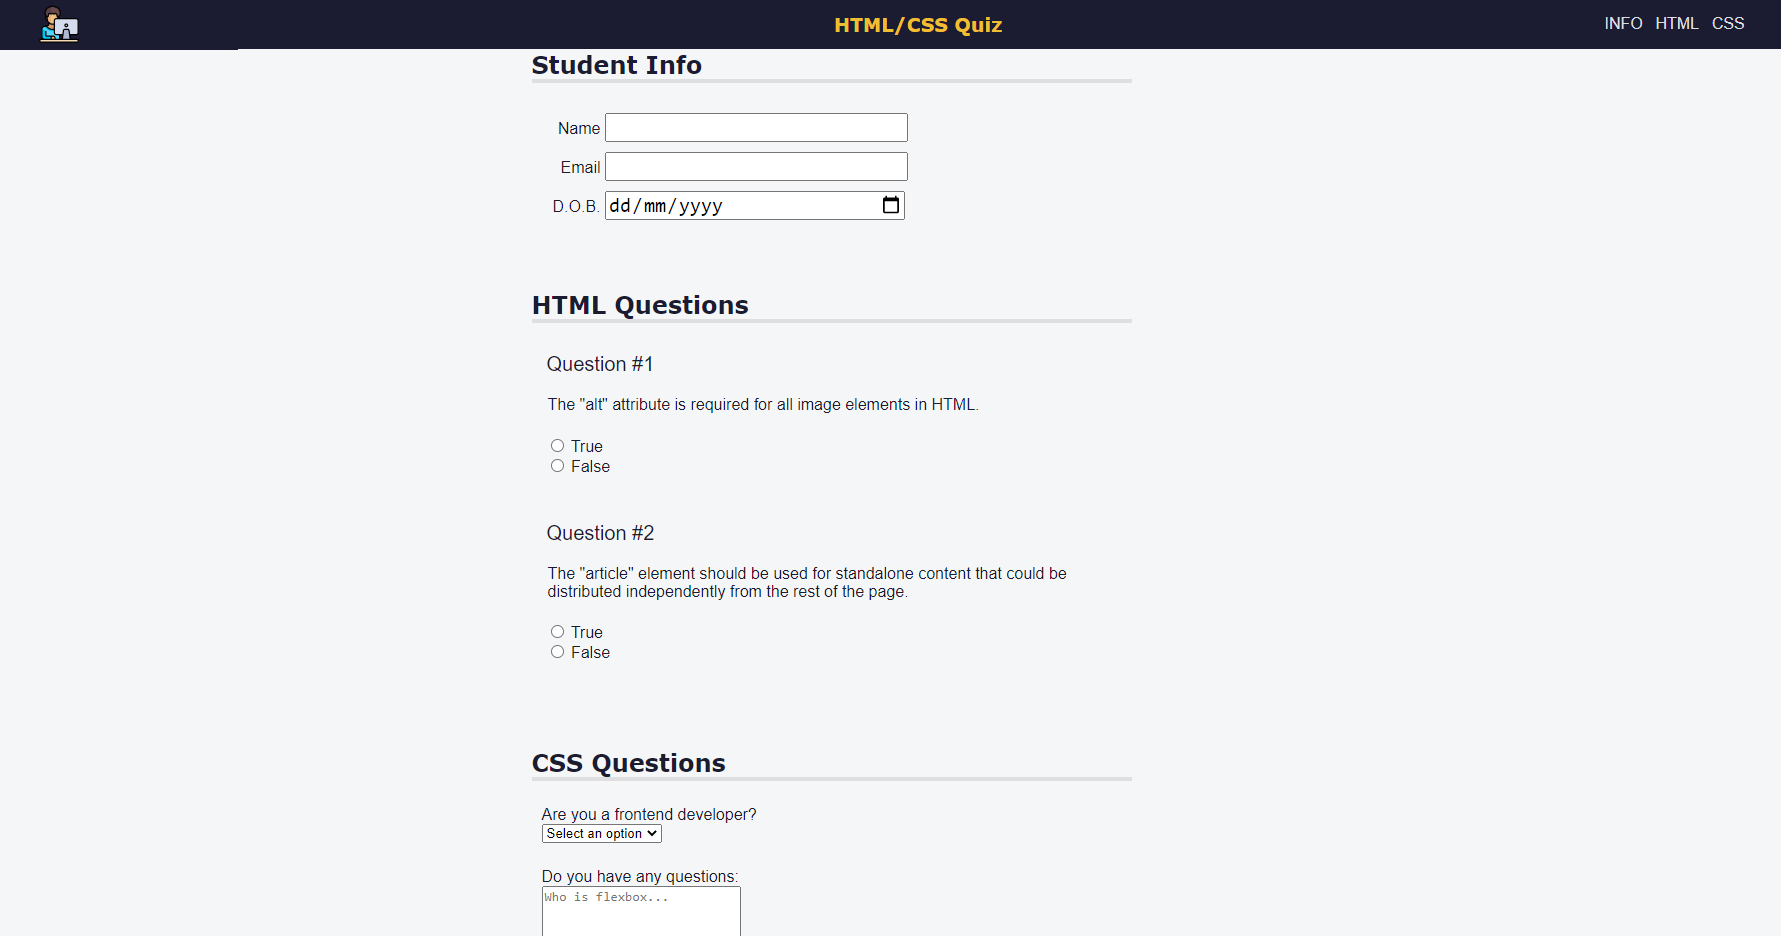 HTML/CSS Quiz
INFO HTML CSS
Student Info
Name
Email
D.O.B. dd/mm/yyyy
HTML Questions
Question #1
The "alt" attribute is required for all image elements in HTML.
True
False
Question #2
The "article" element should be used for standalone content that could be
distributed independently from the rest of the page.
True
False
CSS Questions
Are you a frontend developer?
Select an option
Do you have any questions:
Who is flexbox...